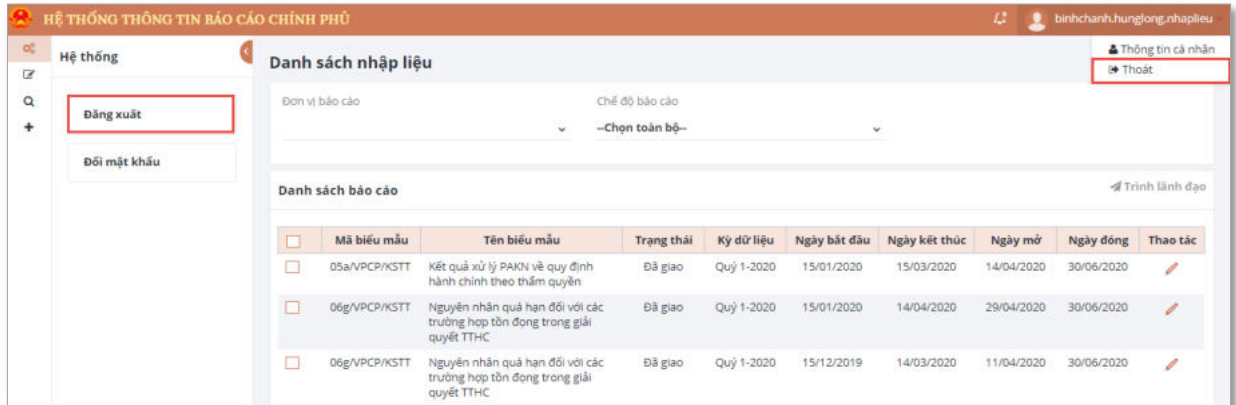 HỆ THỐNG THÔNG TIN BÁO CÁO CHÍNH PHỦ
binhchanh.hunglong.nhaplieu
Hệ thống
Đăng xuất
Đổi mật khẩu
Thông tin cá nhân
Thoát
Danh sách nhập liệu
Đơn vị báo cáo
Chế độ báo cáo
--Chọn toàn bộ--
Danh sách báo cáo
Trình lãnh đạo
Mã biểu mẫu Tên biểu mẫu Trạng thái Kỳ dữ liệu Ngày bắt đầu Ngày kết thúc Ngày mở Ngày đóng Thao tác
05a/VPCP/KSTT Kết quả xử lý PAKN về quy định Đã giao Quý 1-2020 15/01/2020 15/03/2020 14/04/2020 30/06/2020
hành chính theo thẩm quyền
06g/VPCP/KSTT Nguyên nhân quá hạn đối với các Đã giao Quý 1-2020 15/01/2020 14/04/2020 29/04/2020 30/06/2020
trường hợp tồn đọng trong giải
quyết TTHC
06g/VPCP/KSTT Nguyên nhân quá hạn đối với các Đã giao Quý 1-2020 15/12/2019 14/03/2020 11/04/2020 30/06/2020
trường hợp tồn đọng trong giải
quyết TTHC